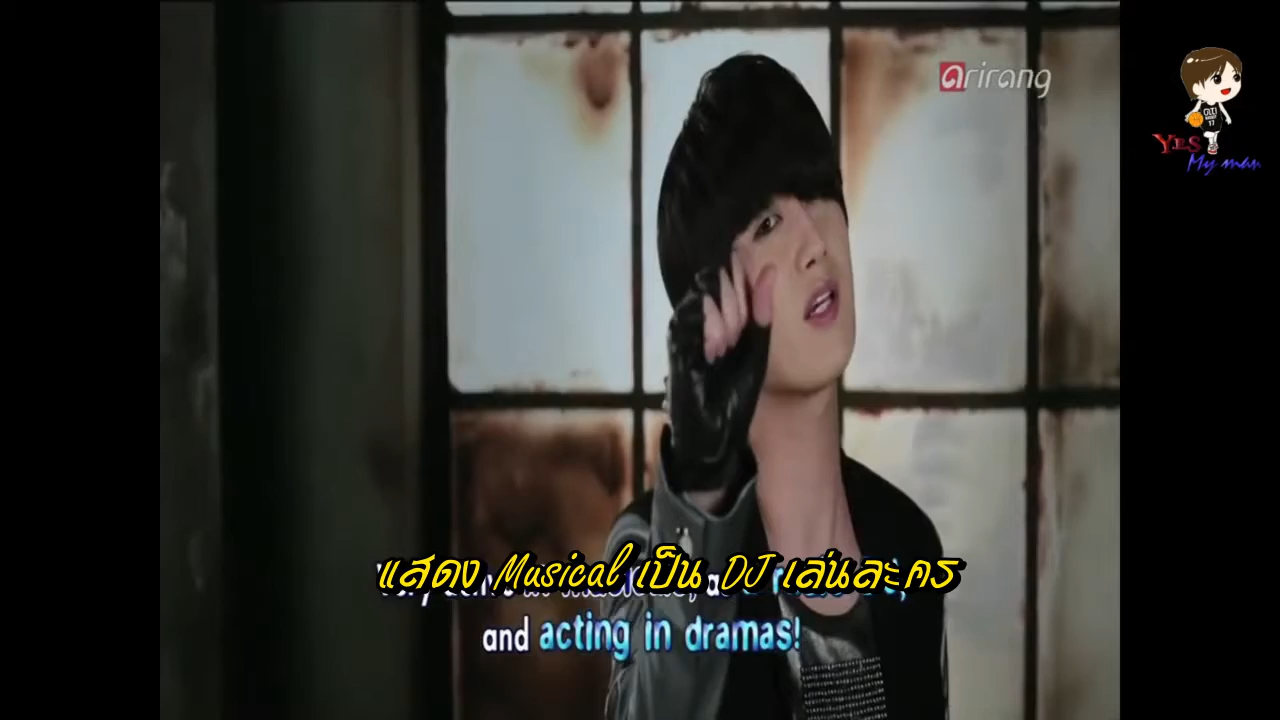 arirang
YES
My man
แสดง Musical เป็น DJ เล่นละคร
and acting in dramas!